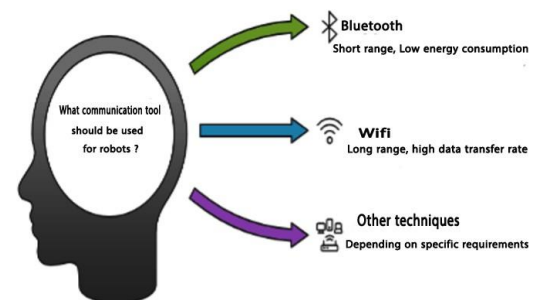 What communication tool
should be used
for robots ?
Bluetooth
Short range, Low energy consumption
Wifi
Long range, high data transfer rate
Other techniques
Depending on specific requirements